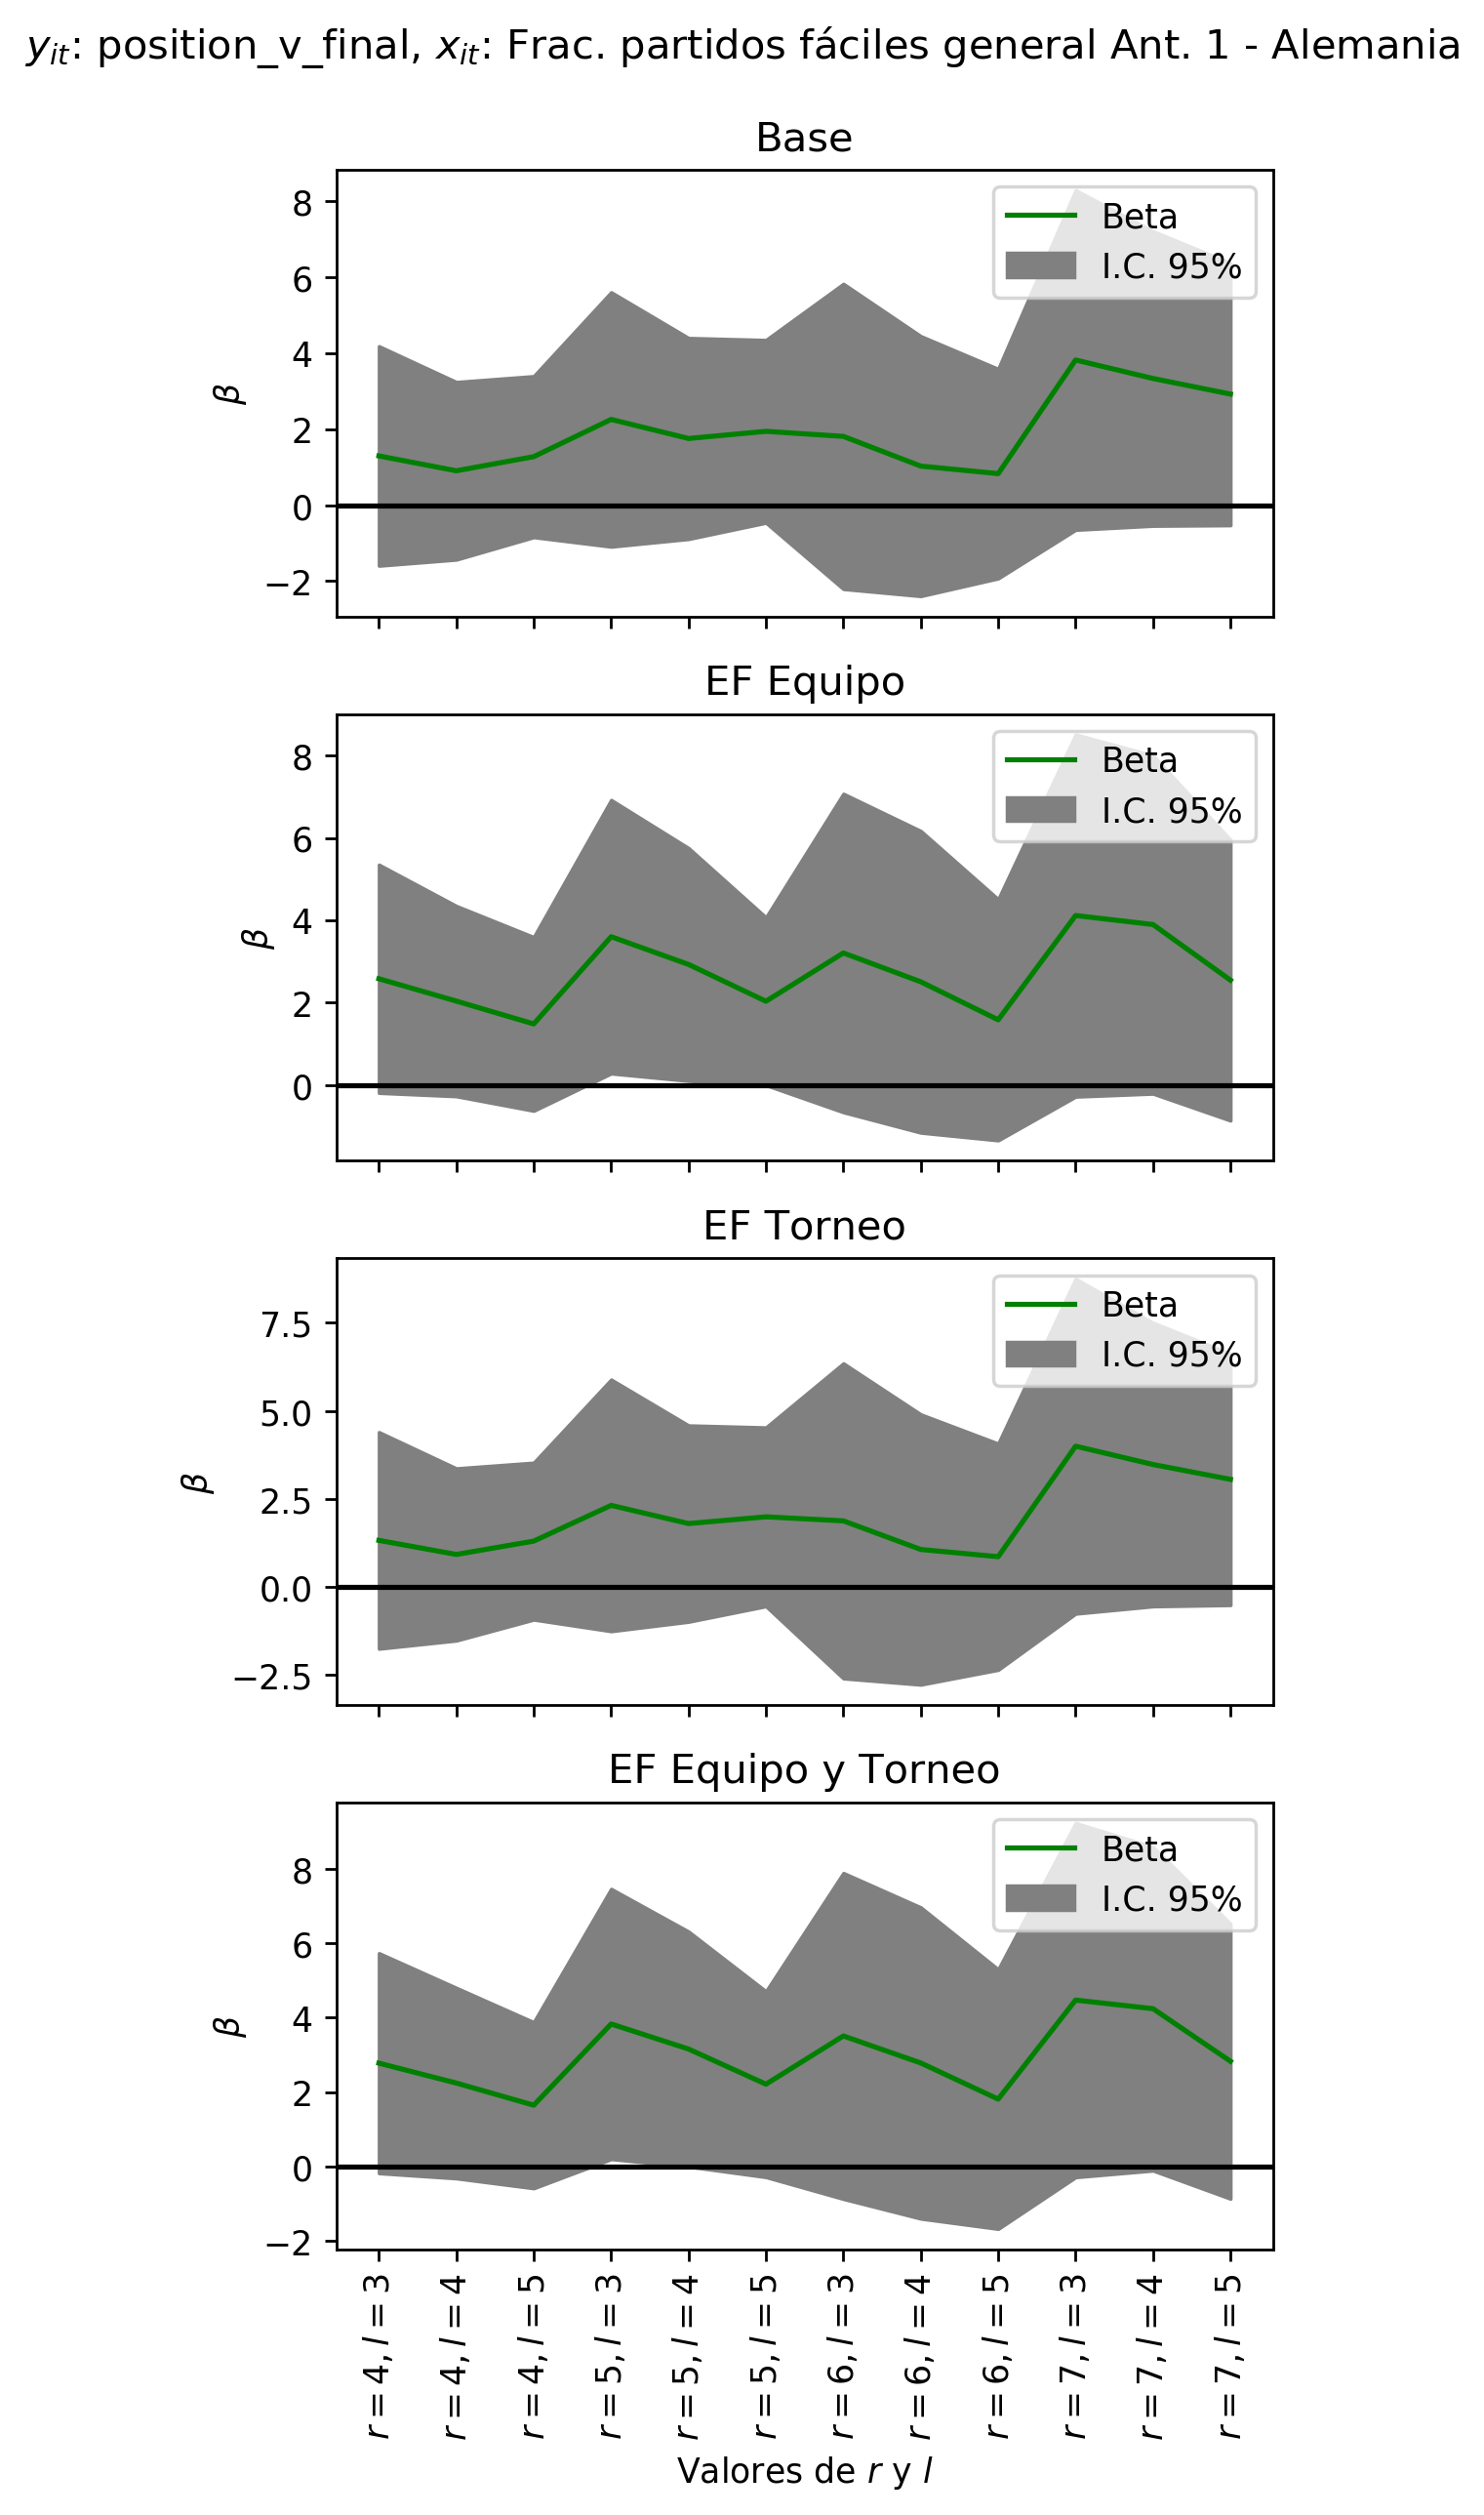 y_it: position_v_final, x_it: Frac. partidos fáciles general Ant. 1 - Alemania
Base
8
6
4
2
0
−2
β
Beta
I.C. 95%
EF Equipo
8
6
4
2
0
β
Beta
I.C. 95%
EF Torneo
7.5
5.0
2.5
0.0
−2.5
β
Beta
I.C. 95%
EF Equipo y Torneo
8
6
4
2
0
−2
β
Beta
I.C. 95%
r = 4, l = 3
r = 4, l = 4
r = 4, l = 5
r = 5, l = 3
r = 5, l = 4
r = 5, l = 5
r = 6, l = 3
r = 6, l = 4
r = 6, l = 5
r = 7, l = 3
r = 7, l = 4
r = 7, l = 5
Valores de r y l